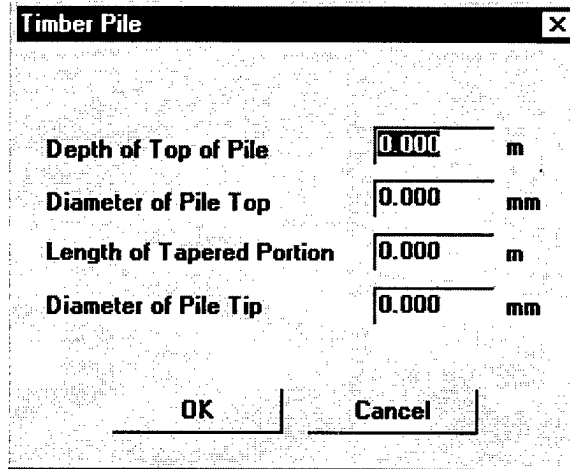 Timber Pile
Depth of Top of Pile 0.000 m
Diameter of Pile Top 0.000 mm
Length of Tapered Portion 0.000 m
Diameter of Pile Tip 0.000 mm
OK Cancel